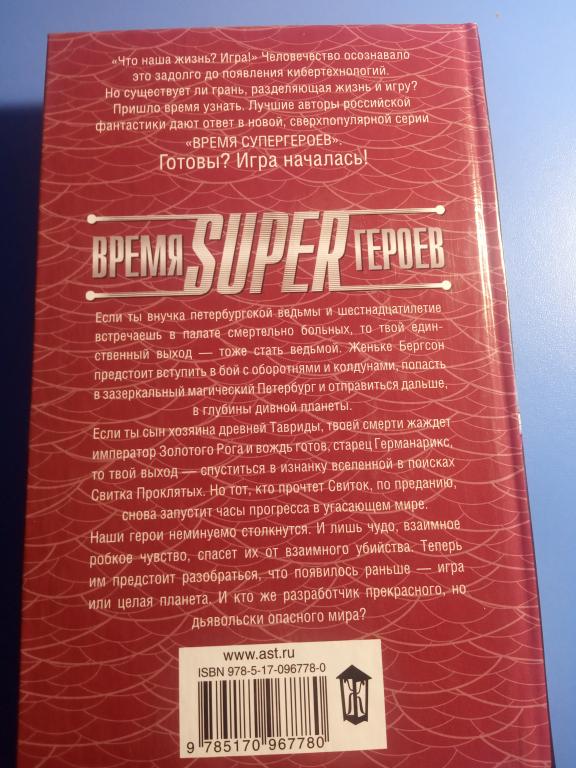 «Что наша жизнь? Игра!» Человечество осознавало
это задолго до появления кибертехнологий.
Но существует ли грань, разделяющая жизнь и игру?
Пришло время узнать. Лучшие авторы российской
фантастики дают ответ в новой, сверхпопулярной серии
«ВРЕМЯ СУПЕРГЕРОЕВ».
Готовы? Игра началась!
ВРЕМЯ SUPER ГЕРОЕВ
Если ты внучка петербургской ведьмы и шестнадцатилетие
встречаешь в палате смертельно больных, то твой един-
ственный выход — тоже стать ведьмой. Женьке Бергсон
предстоит вступить в бой с оборотнями и колдунами, попасть
в зазеркальный магический Петербург и отправиться дальше,
в глубины дивной планеты.
Если ты сын хозяина древней Тавриды, твоей смерти жаждет
император Золотого Рога и вождь готов, старец Германарикс,
то твой выход — спуститься в изнанку вселенной в поисках
Свитка Проклятых. Но тот, кто прочтет Свиток, по преданию,
снова запустит часы прогресса в угасающем мире.
Наши герои неминуемо столкнутся. И лишь чудо, взаимное
робкое чувство, спасет их от взаимного убийства. Теперь
им предстоит разобраться, что появилось раньше — игра
или целая планета. И кто же разработчик прекрасного, но
дьявольски опасного мира?
www.ast.ru
ISBN 978-5-17-096778-0
9 785170 967780